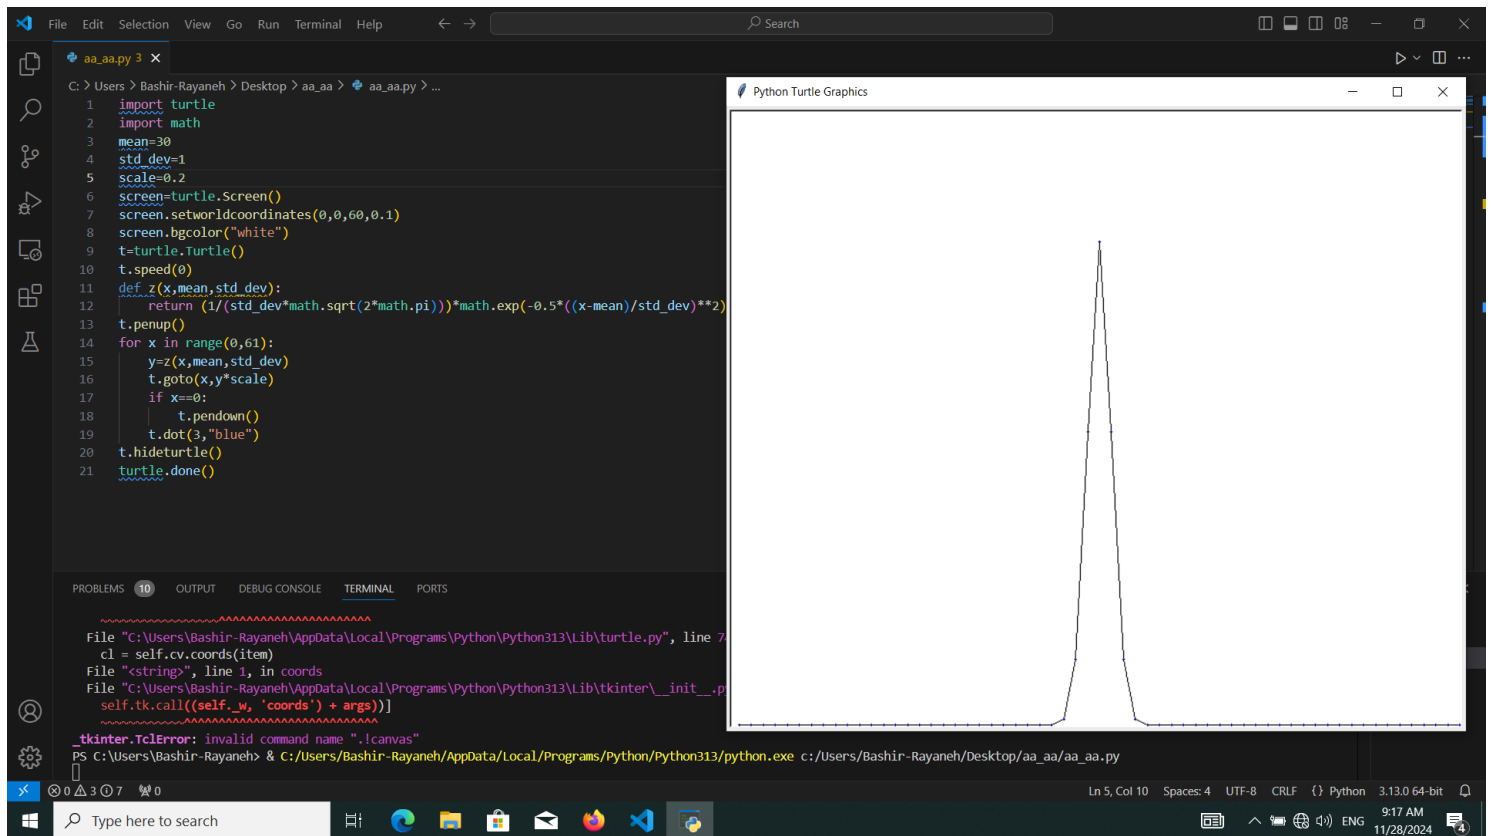 File Edit Selection View Go Run Terminal Help
Search
aa_aa.py 3
C: > Users > Bashir-Rayaneh > Desktop > aa_aa > aa_aa.py > ...
1 import turtle
2 import math
3 mean=30
4 std_dev=1
5 scale=0.2
6 screen=turtle.Screen()
7 screen.setworldcoordinates(0,0,60,0.1)
8 screen.bgcolor("white")
9 t=turtle.Turtle()
10 t.speed(0)
11 def z(x,mean,std_dev):
12 return (1/(std_dev*math.sqrt(2*math.pi)))*math.exp(-0.5*((x-mean)/std_dev)**2)
13 t.penup()
14 for x in range(0,61):
15 y=z(x,mean,std_dev)
16 t.goto(x,y*scale)
17 if x==0:
18 t.pendown()
19 t.dot(3,"blue")
20 t.hideturtle()
21 turtle.done()
Python Turtle Graphics
PROBLEMS 10 OUTPUT DEBUG CONSOLE TERMINAL PORTS
File "C:\Users\Bashir-Rayaneh\AppData\Local\Programs\Python\Python313\Lib\turtle.py", line
cl = self.cv.coords(item)
File "<string>", line 1, in coords
File "C:\Users\Bashir-Rayaneh\AppData\Local\Programs\Python\Python313\Lib\tkinter\__init__.py
self.tk.call((self._w, 'coords') + args))]
_tkinter.TclError: invalid command name ".!canvas"
PS C:\Users\Bashir-Rayaneh> & C:/Users/Bashir-Rayaneh/AppData/Local/Programs/Python/Python313/python.exe c:/Users/Bashir-Rayaneh/Desktop/aa_aa/aa_aa.py
0 3 7 0 Ln 5, Col 10 Spaces: 4 UTF-8 CRLF {} Python 3.13.0 64-bit
Type here to search
ENG
9:17 AM
11/28/2024
4